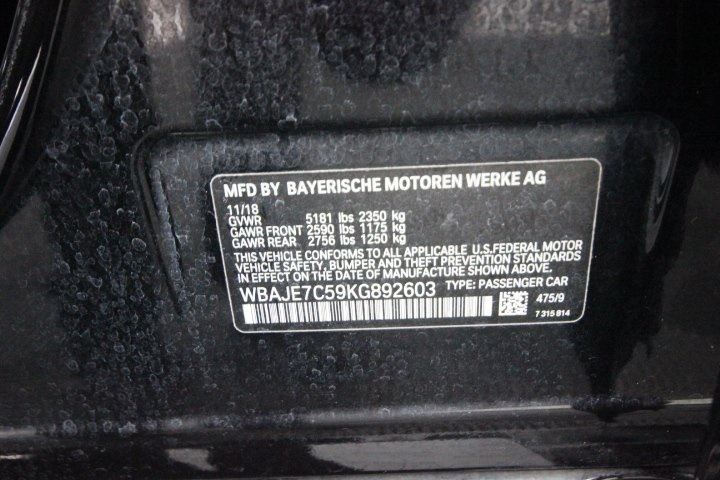 MFD BY BAYERISCHE MOTOREN WERKE AG
11/18
GVWR 5181 lbs 2350 kg
GAWR FRONT 2590 lbs 1175 kg
GAWR REAR 2756 lbs 1250 kg
THIS VEHICLE CONFORMS TO ALL APPLICABLE U.S.FEDERAL MOTOR
VEHICLE SAFETY, BUMPER AND THEFT PREVENTION STANDARDS
IN EFFECT ON THE DATE OF MANUFACTURE SHOWN ABOVE.
WBAJE7C59KG892603 TYPE: PASSENGER CAR
475/9
7 315 814